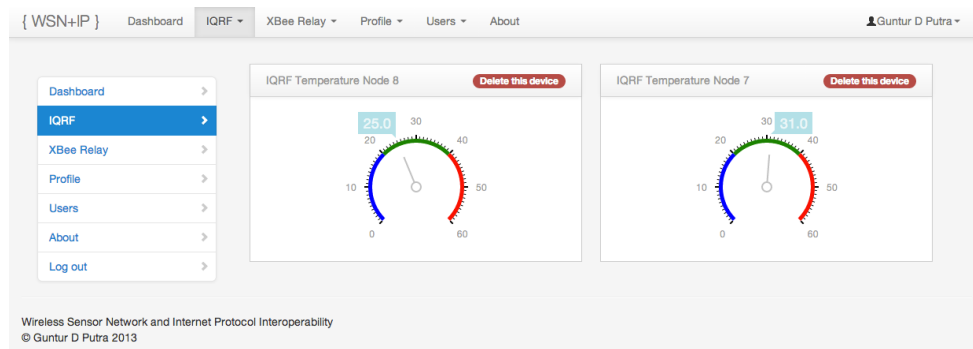 { WSN+IP } Dashboard IQRF XBee Relay Profile Users About Guntur D Putra
Dashboard
IQRF
XBee Relay
Profile
Users
About
Log out
IQRF Temperature Node 8 Delete this device
25.0
0
10
20
30
40
50
60
IQRF Temperature Node 7 Delete this device
31.0
0
10
20
30
40
50
60
Wireless Sensor Network and Internet Protocol Interoperability
© Guntur D Putra 2013